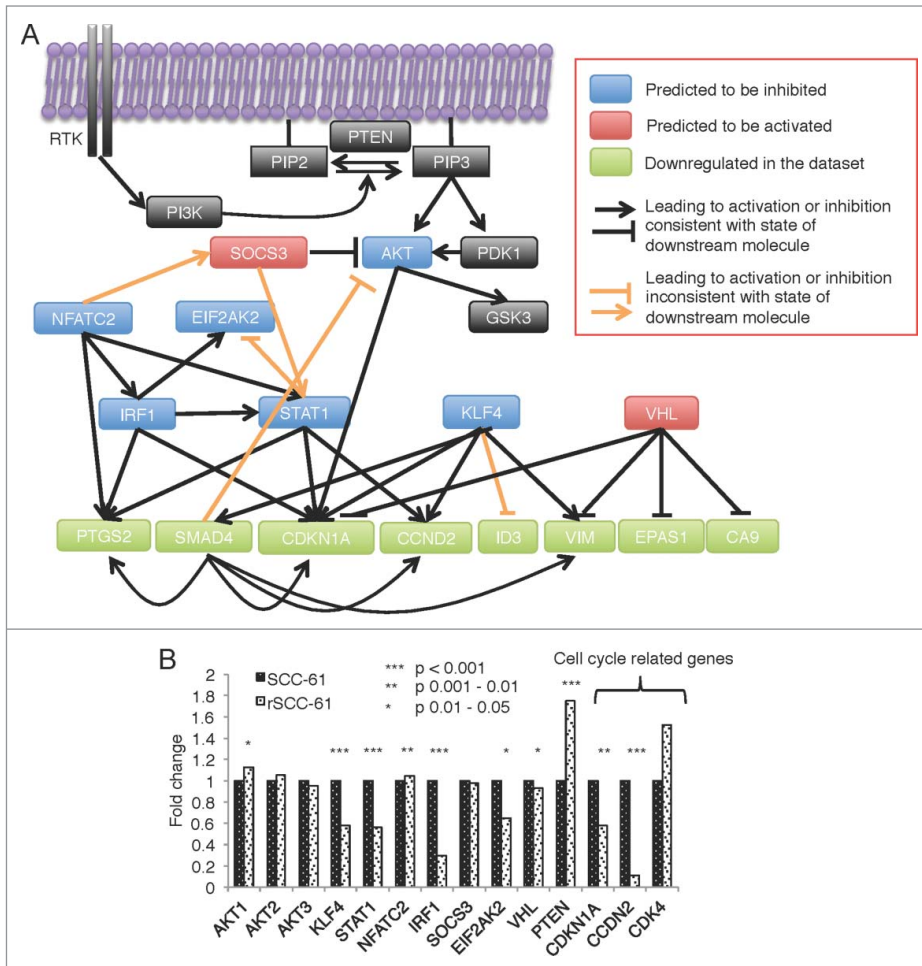 A
RTK
PTEN
PIP2
PIP3
PI3K
SOCS3
AKT
PDK1
NFATC2
EIF2AK2
GSK3
IRF1
STAT1
KLF4
VHL
PTGS2
SMAD4
CDKN1A
CCND2
ID3
VIM
EPAS1
CA9
Predicted to be inhibited
Predicted to be activated
Downregulated in the dataset
Leading to activation or inhibition
consistent with state of
downstream molecule
Leading to activation or inhibition
inconsistent with state of
downstream molecule
B
SCC-61
rSCC-61
*** p < 0.001
** p 0.001 - 0.01
* p 0.01 - 0.05
Cell cycle related genes
Fold change
2
1.8
1.6
1.4
1.2
1
0.8
0.6
0.4
0.2
0
* *** *** ** *** * * *** ** ***
AKT1
AKT2
AKT3
KLF4
STAT1
NFATC2
IRF1
SOCS3
EIF2AK2
VHL
PTEN
CDKN1A
CCDN2
CDK4